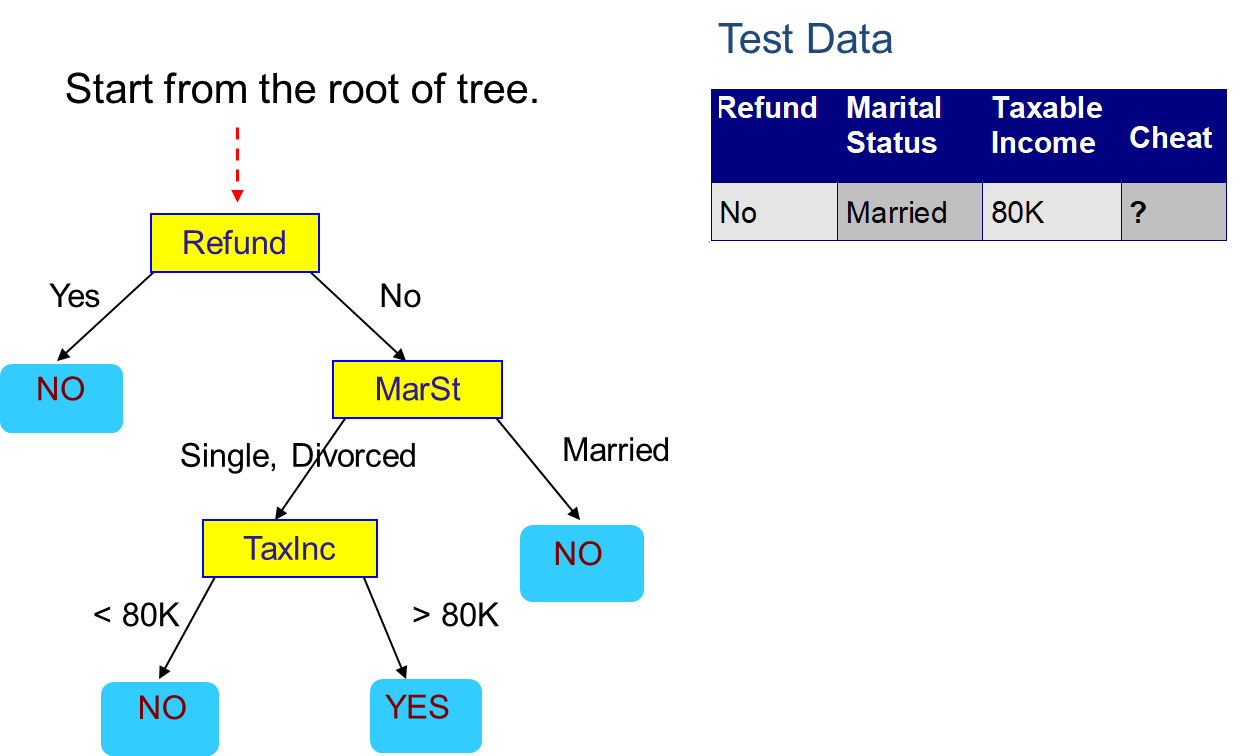 Test Data
Start from the root of tree.
Refund Marital Status Taxable Income Cheat
No Married 80K ?
Refund
Yes No
NO MarSt
Single, Divorced Married
TaxInc NO
< 80K > 80K
NO YES